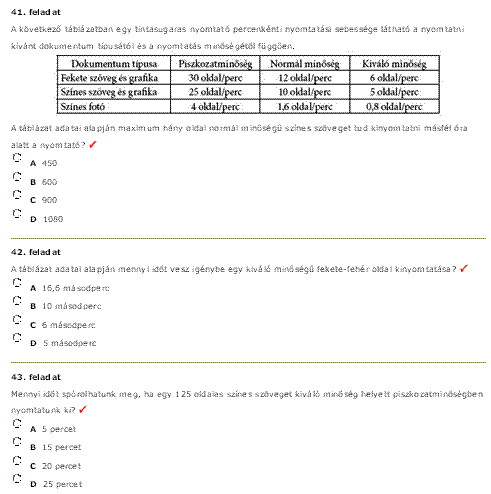 41. feladat
A következő táblázatban egy tintasugaras nyomtató percenkénti nyomtatási sebessége látható a nyomtatni
kívánt dokumentum típusától és a nyomtatás minőségétől függően.
Dokumentum típusa Piszkozatminőség Normál minőség Kiváló minőség
Fekete szöveg és grafika 30 oldal/perc 12 oldal/perc 6 oldal/perc
Színes szöveg és grafika 25 oldal/perc 10 oldal/perc 5 oldal/perc
Színes fotó 4 oldal/perc 1,6 oldal/perc 0,8 oldal/perc
A táblázat adatai alapján maximum hány oldal normál minőségű színes szöveget tud kinyomtatni másfél óra
alatt a nyomtató? ✓
A 450
B 600
C 900
D 1080
42. feladat
A táblázat adatai alapján mennyi időt vesz igénybe egy kiváló minőségű fekete-fehér oldal kinyomtatása? ✓
A 16,6 másodperc
B 10 másodperc
C 6 másodperc
D 5 másodperc
43. feladat
Mennyi időt spórolhatunk meg, ha egy 125 oldalas színes szöveget kiváló minőség helyett piszkozatminőségben
nyomtatunk ki? ✓
A 5 percet
B 15 percet
C 20 percet
D 25 percet